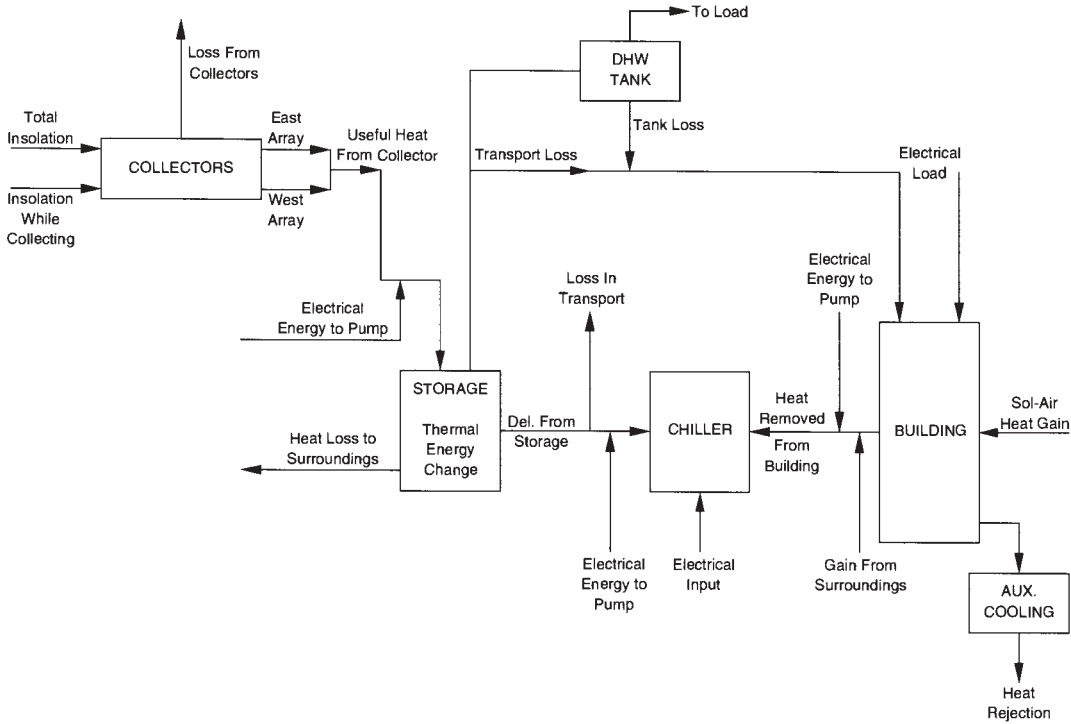 To Load
DHW
TANK
Loss From
Collectors
Total
Insolation
East
Array
Useful Heat
From Collector
Tank Loss
COLLECTORS
Transport Loss
Electrical
Load
Insolation
While
Collecting
West
Array
Electrical
Energy to
Pump
Loss In
Transport
Electrical
Energy to Pump
STORAGE
Thermal
Energy
Change
Heat Loss to
Surroundings
Del. From
Storage
CHILLER
Heat
Removed
From
Building
BUILDING
Sol-Air
Heat Gain
Electrical
Energy to
Pump
Electrical
Input
Gain From
Surroundings
AUX.
COOLING
Heat
Rejection